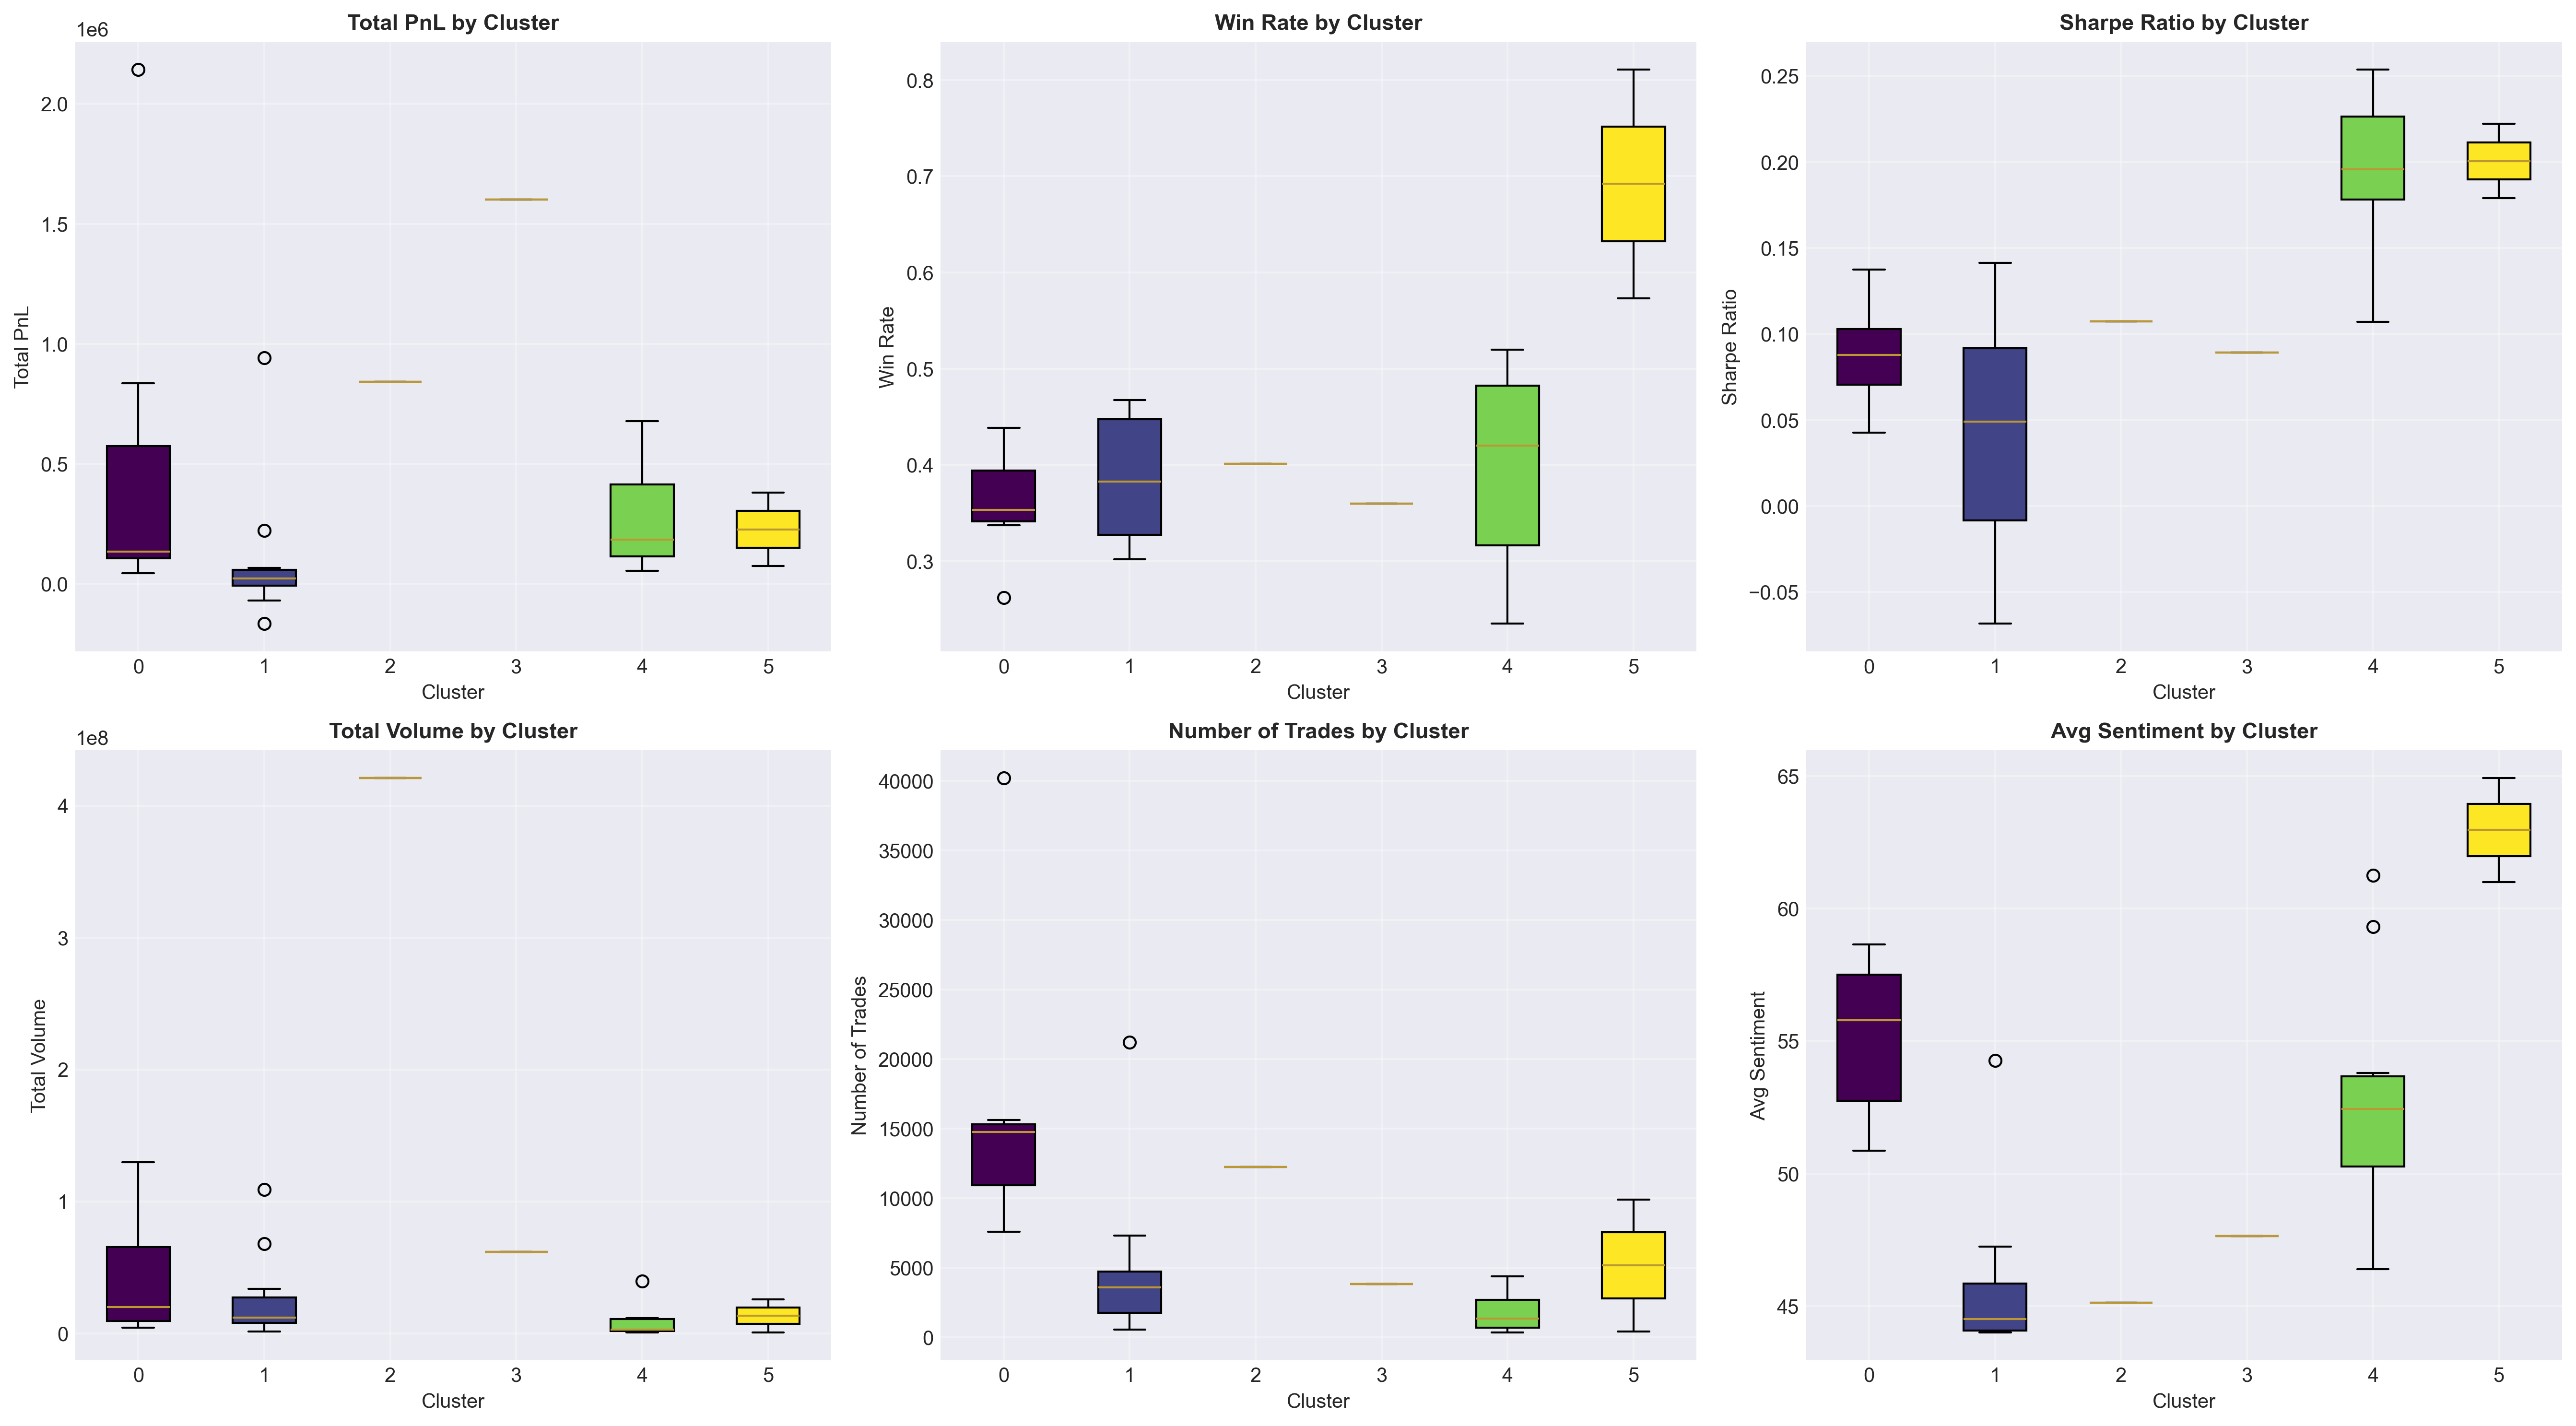 Total PnL by Cluster
1e6
2.0
1.5
1.0
0.5
0.0
Total PnL
0 1 2 3 4 5
Cluster
Win Rate by Cluster
0.8
0.7
0.6
0.5
0.4
0.3
Win Rate
0 1 2 3 4 5
Cluster
Sharpe Ratio by Cluster
0.25
0.20
0.15
0.10
0.05
0.00
−0.05
Sharpe Ratio
0 1 2 3 4 5
Cluster
Total Volume by Cluster
1e8
4
3
2
1
0
Total Volume
0 1 2 3 4 5
Cluster
Number of Trades by Cluster
40000
35000
30000
25000
20000
15000
10000
5000
0
Number of Trades
0 1 2 3 4 5
Cluster
Avg Sentiment by Cluster
65
60
55
50
45
Avg Sentiment
0 1 2 3 4 5
Cluster